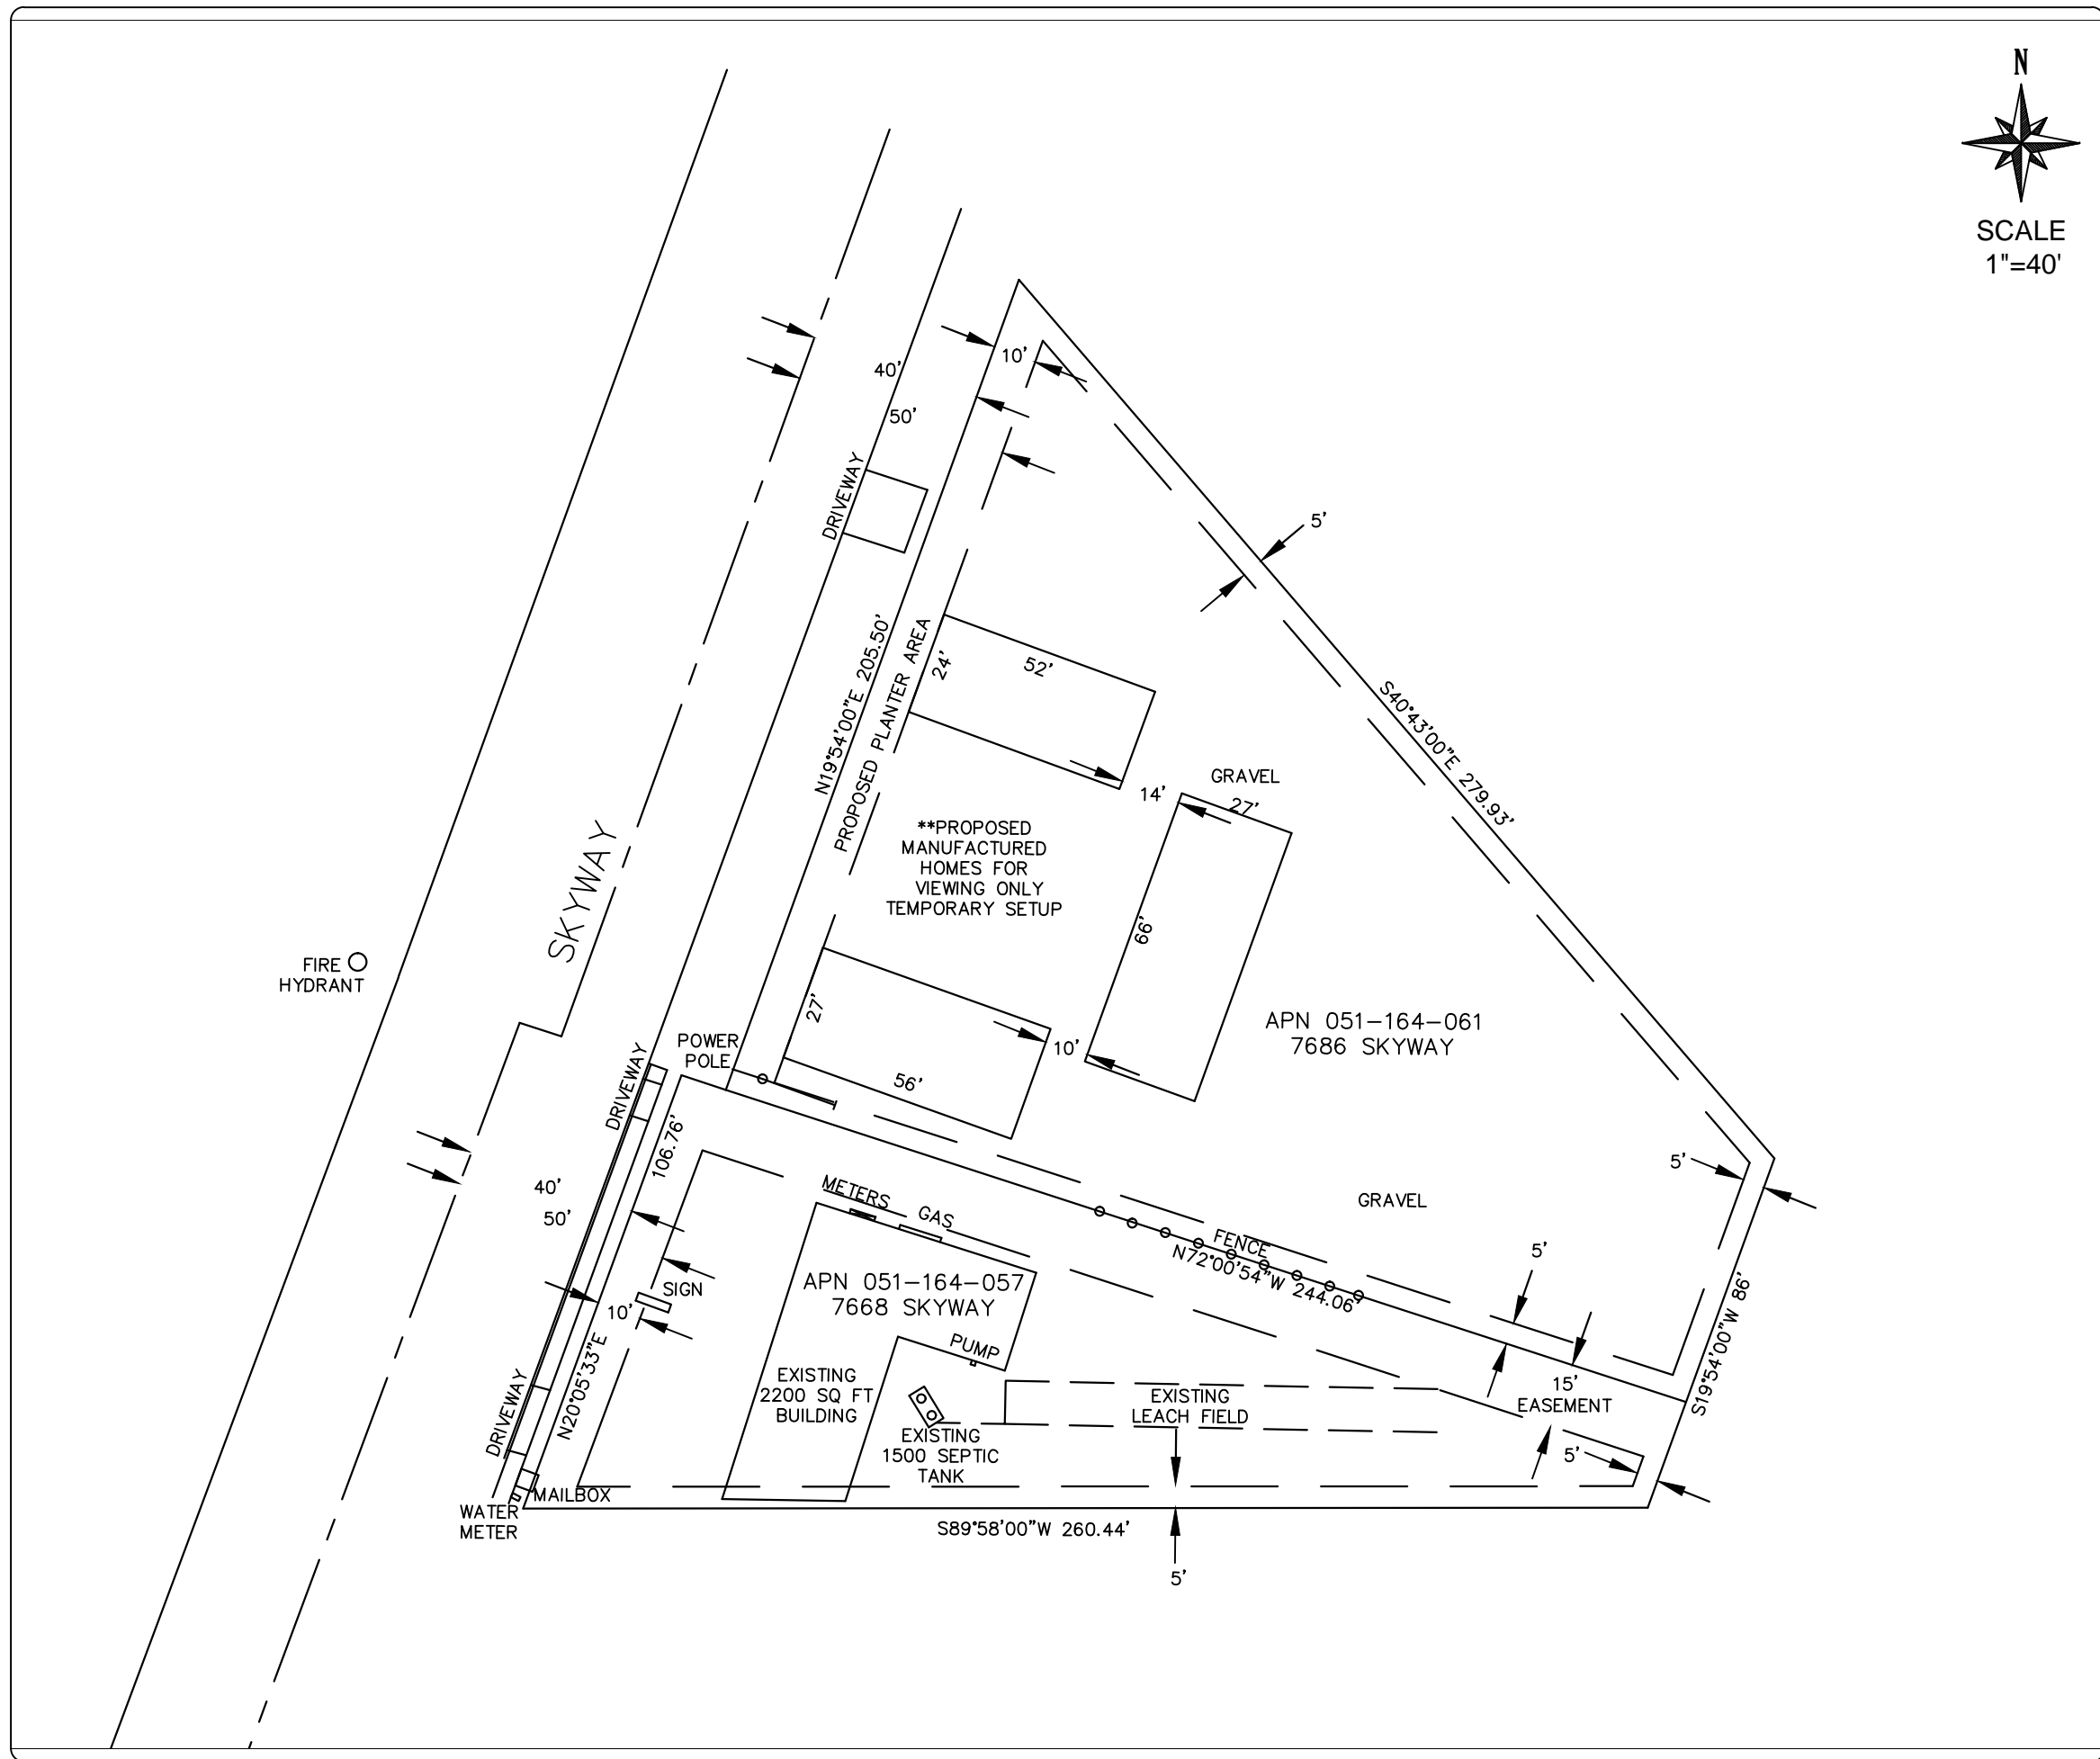 N
SCALE
1"=40'
10'
40'
50'
DRIVEWAY
5'
N19°54'00"E 205.50'
PROPOSED PLANTER AREA
24'
52'
S40°43'00"E 279.93'
GRAVEL
14'
27'
**PROPOSED
MANUFACTURED
HOMES FOR
VIEWING ONLY
TEMPORARY SETUP
SKYWAY
66'
FIRE
HYDRANT
27'
APN 051-164-061
7686 SKYWAY
POWER
POLE
10'
56'
DRIVEWAY
106.76'
5'
40'
50'
METERS
GAS
GRAVEL
FENCE
N72°00'54"W 244.06'
5'
SIGN
10'
APN 051-164-057
7668 SKYWAY
PUMP
N20°05'33"E
S19°54'00"W 86'
EXISTING
2200 SQ FT
BUILDING
EXISTING
LEACH FIELD
15'
EASEMENT
DRIVEWAY
EXISTING
1500 SEPTIC
TANK
5'
MAILBOX
WATER
METER
S89°58'00"W 260.44'
5'